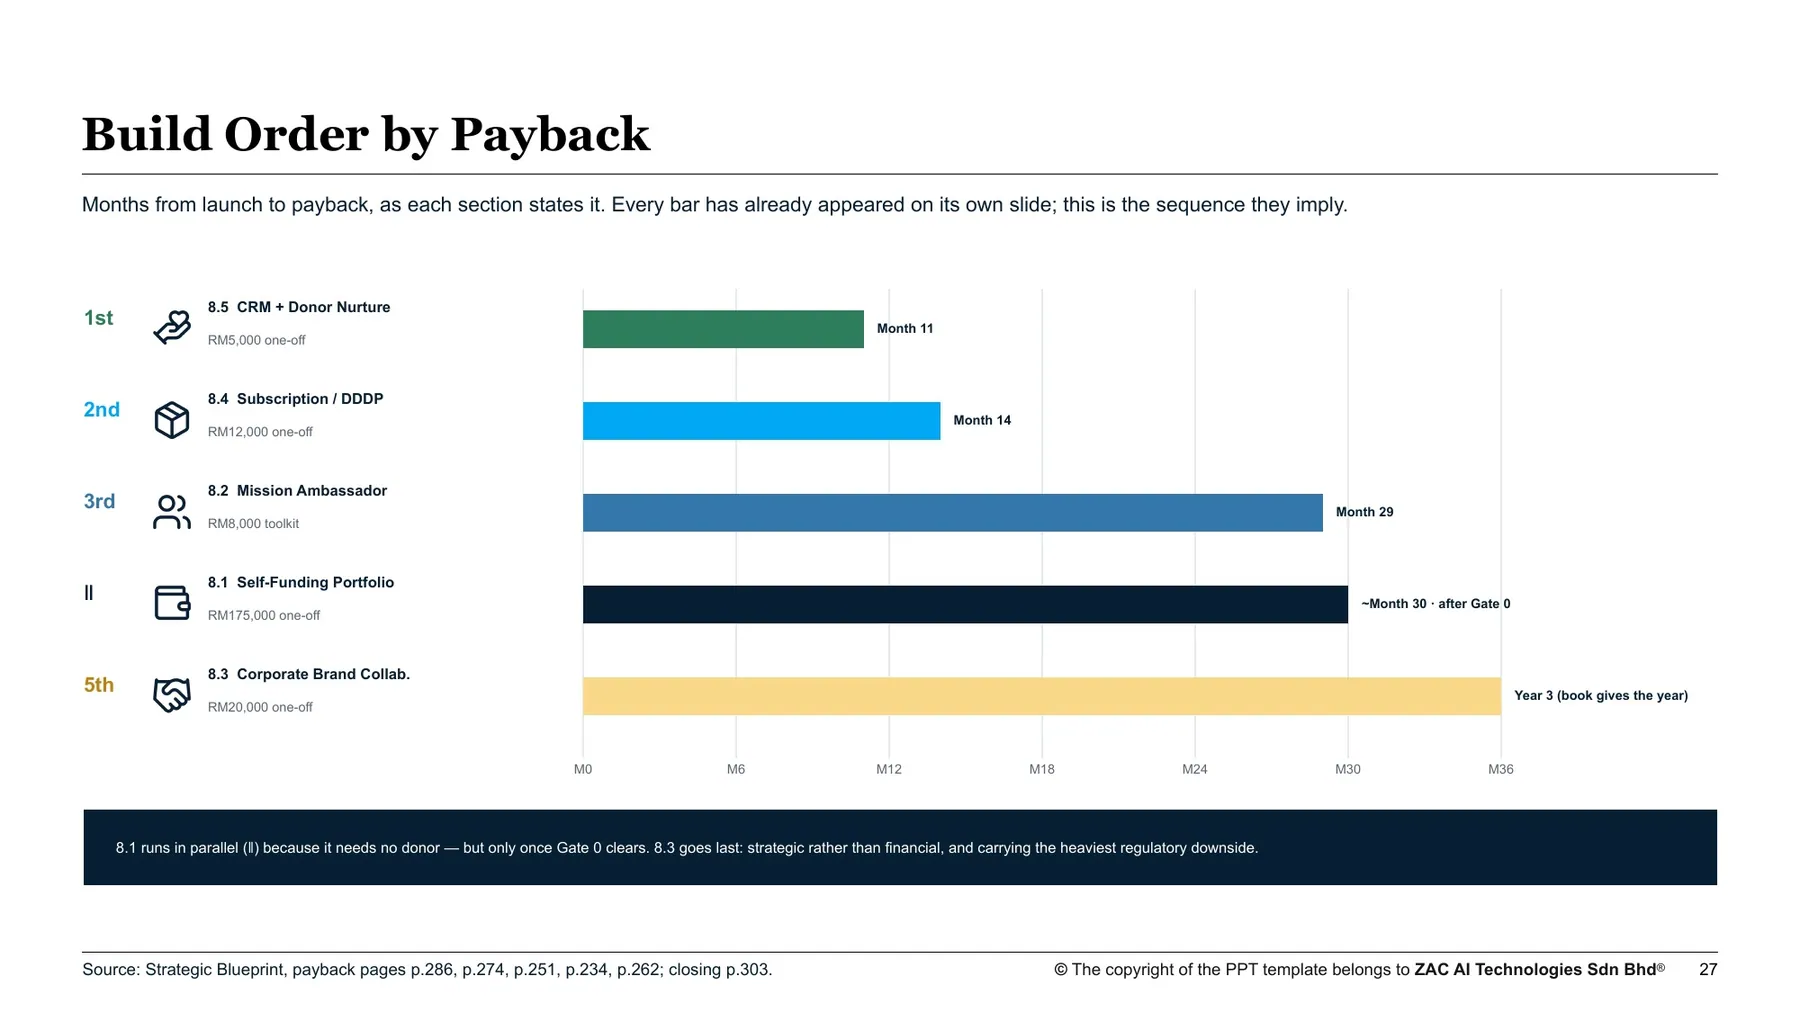 Build Order by Payback
Months from launch to payback, as each section states it. Every bar has already appeared on its own slide; this is the sequence they imply.
1st
8.5 CRM + Donor Nurture
RM5,000 one-off
Month 11
2nd
8.4 Subscription / DDDP
RM12,000 one-off
Month 14
3rd
8.2 Mission Ambassador
RM8,000 toolkit
Month 29
ǁ
8.1 Self-Funding Portfolio
RM175,000 one-off
~Month 30 · after Gate 0
5th
8.3 Corporate Brand Collab.
RM20,000 one-off
Year 3 (book gives the year)
M0 M6 M12 M18 M24 M30 M36
8.1 runs in parallel (ǁ) because it needs no donor — but only once Gate 0 clears. 8.3 goes last: strategic rather than financial, and carrying the heaviest regulatory downside.
Source: Strategic Blueprint, payback pages p.286, p.274, p.251, p.234, p.262; closing p.303.
© The copyright of the PPT template belongs to ZAC AI Technologies Sdn Bhd® 27